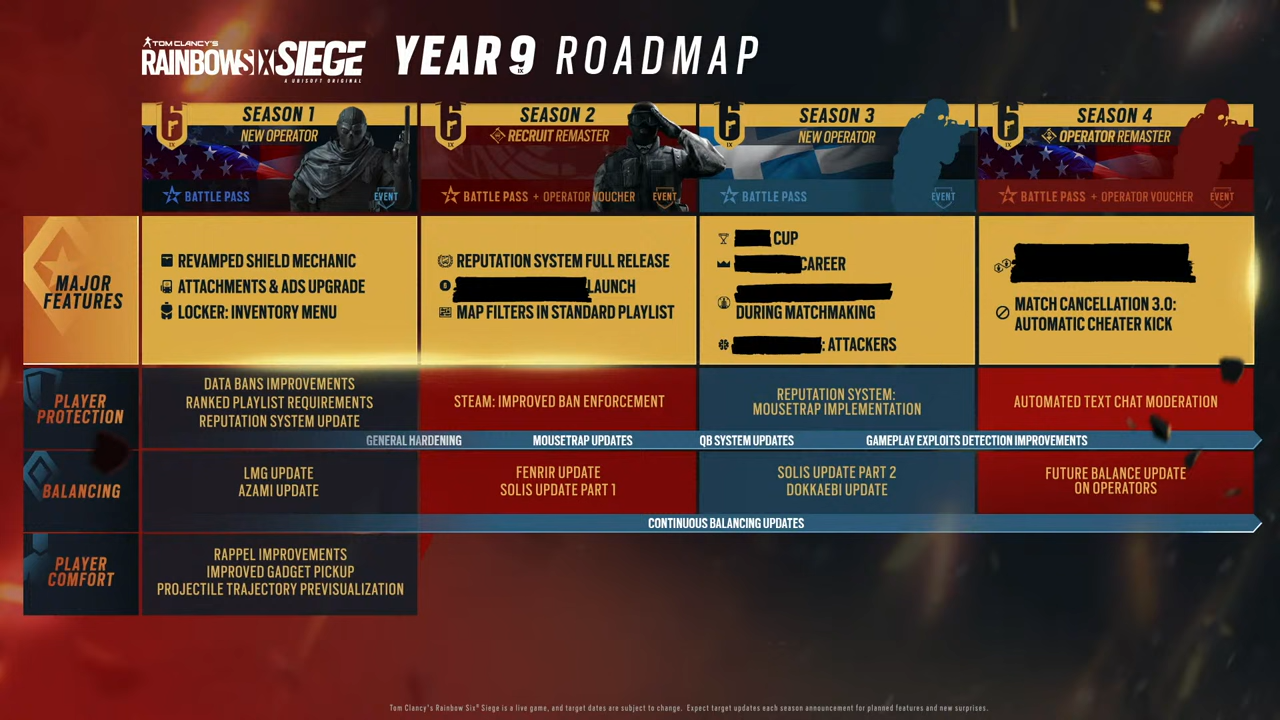 TOM CLANCY'S
RAINBOWSIX SIEGE
A UBISOFT ORIGINAL
YEAR 9 ROADMAP
IX
SEASON 1
NEW OPERATOR
IX
BATTLE PASS
EVENT
SEASON 2
RECRUIT REMASTER
IX
BATTLE PASS + OPERATOR VOUCHER
EVENT
SEASON 3
NEW OPERATOR
IX
BATTLE PASS
EVENT
SEASON 4
OPERATOR REMASTER
IX
BATTLE PASS + OPERATOR VOUCHER
EVENT
MAJOR
FEATURES
REVAMPED SHIELD MECHANIC
ATTACHMENTS & ADS UPGRADE
LOCKER: INVENTORY MENU
REPUTATION SYSTEM FULL RELEASE
LAUNCH
MAP FILTERS IN STANDARD PLAYLIST
CUP
CAREER
DURING MATCHMAKING
: ATTACKERS
MATCH CANCELLATION 3.0:
AUTOMATIC CHEATER KICK
PLAYER
PROTECTION
DATA BANS IMPROVEMENTS
RANKED PLAYLIST REQUIREMENTS
REPUTATION SYSTEM UPDATE
STEAM: IMPROVED BAN ENFORCEMENT
REPUTATION SYSTEM:
MOUSETRAP IMPLEMENTATION
AUTOMATED TEXT CHAT MODERATION
GENERAL HARDENING MOUSETRAP UPDATES QB SYSTEM UPDATES GAMEPLAY EXPLOITS DETECTION IMPROVEMENTS
BALANCING
LMG UPDATE
AZAMI UPDATE
FENRIR UPDATE
SOLIS UPDATE PART 1
SOLIS UPDATE PART 2
DOKKAEBI UPDATE
FUTURE BALANCE UPDATE
ON OPERATORS
CONTINUOUS BALANCING UPDATES
PLAYER
COMFORT
RAPPEL IMPROVEMENTS
IMPROVED GADGET PICKUP
PROJECTILE TRAJECTORY PREVISUALIZATION
Tom Clancy's Rainbow Six® Siege is a live game, and target dates are subject to change. Expect target updates each season announcement for planned features and new surprises.